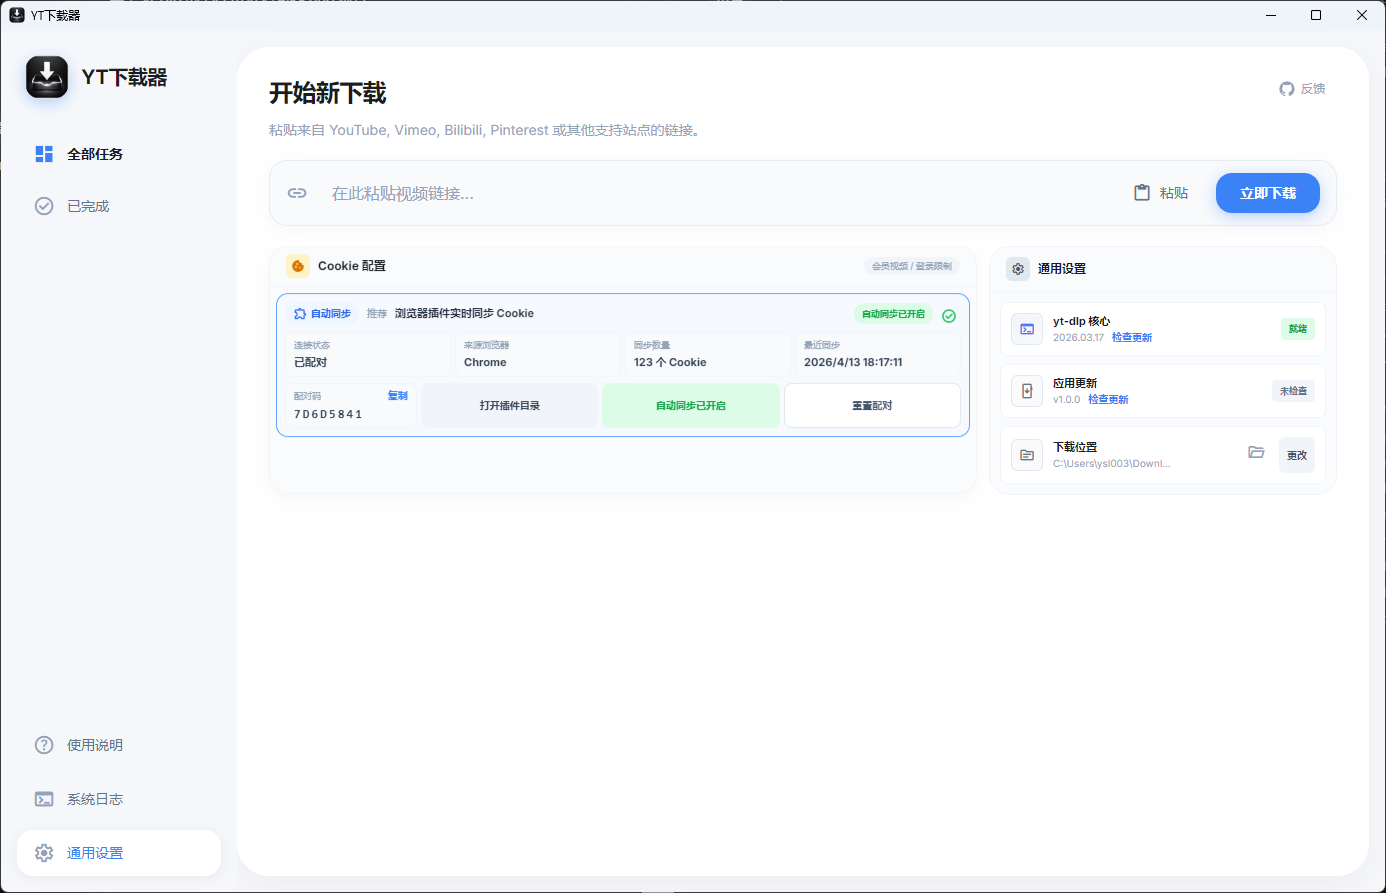 YT下载器
YT下载器
全部任务
已完成
使用说明
系统日志
通用设置
开始新下载
反馈
粘贴来自 YouTube, Vimeo, Bilibili, Pinterest 或其他支持站点的链接。
在此粘贴视频链接...
粘贴
立即下载
Cookie 配置
会员视频 / 登录限制
自动同步 推荐 浏览器插件实时同步 Cookie
自动同步已开启
连接状态
已配对
来源浏览器
Chrome
同步数量
123 个 Cookie
最近同步
2026/4/13 18:17:11
配对码
复制
7D6D5841
打开插件目录
自动同步已开启
重置配对
通用设置
yt-dlp 核心
2026.03.17 检查更新
就绪
应用更新
v1.0.0 检查更新
未检查
下载位置
C:\Users\ysl003\Downl...
更改